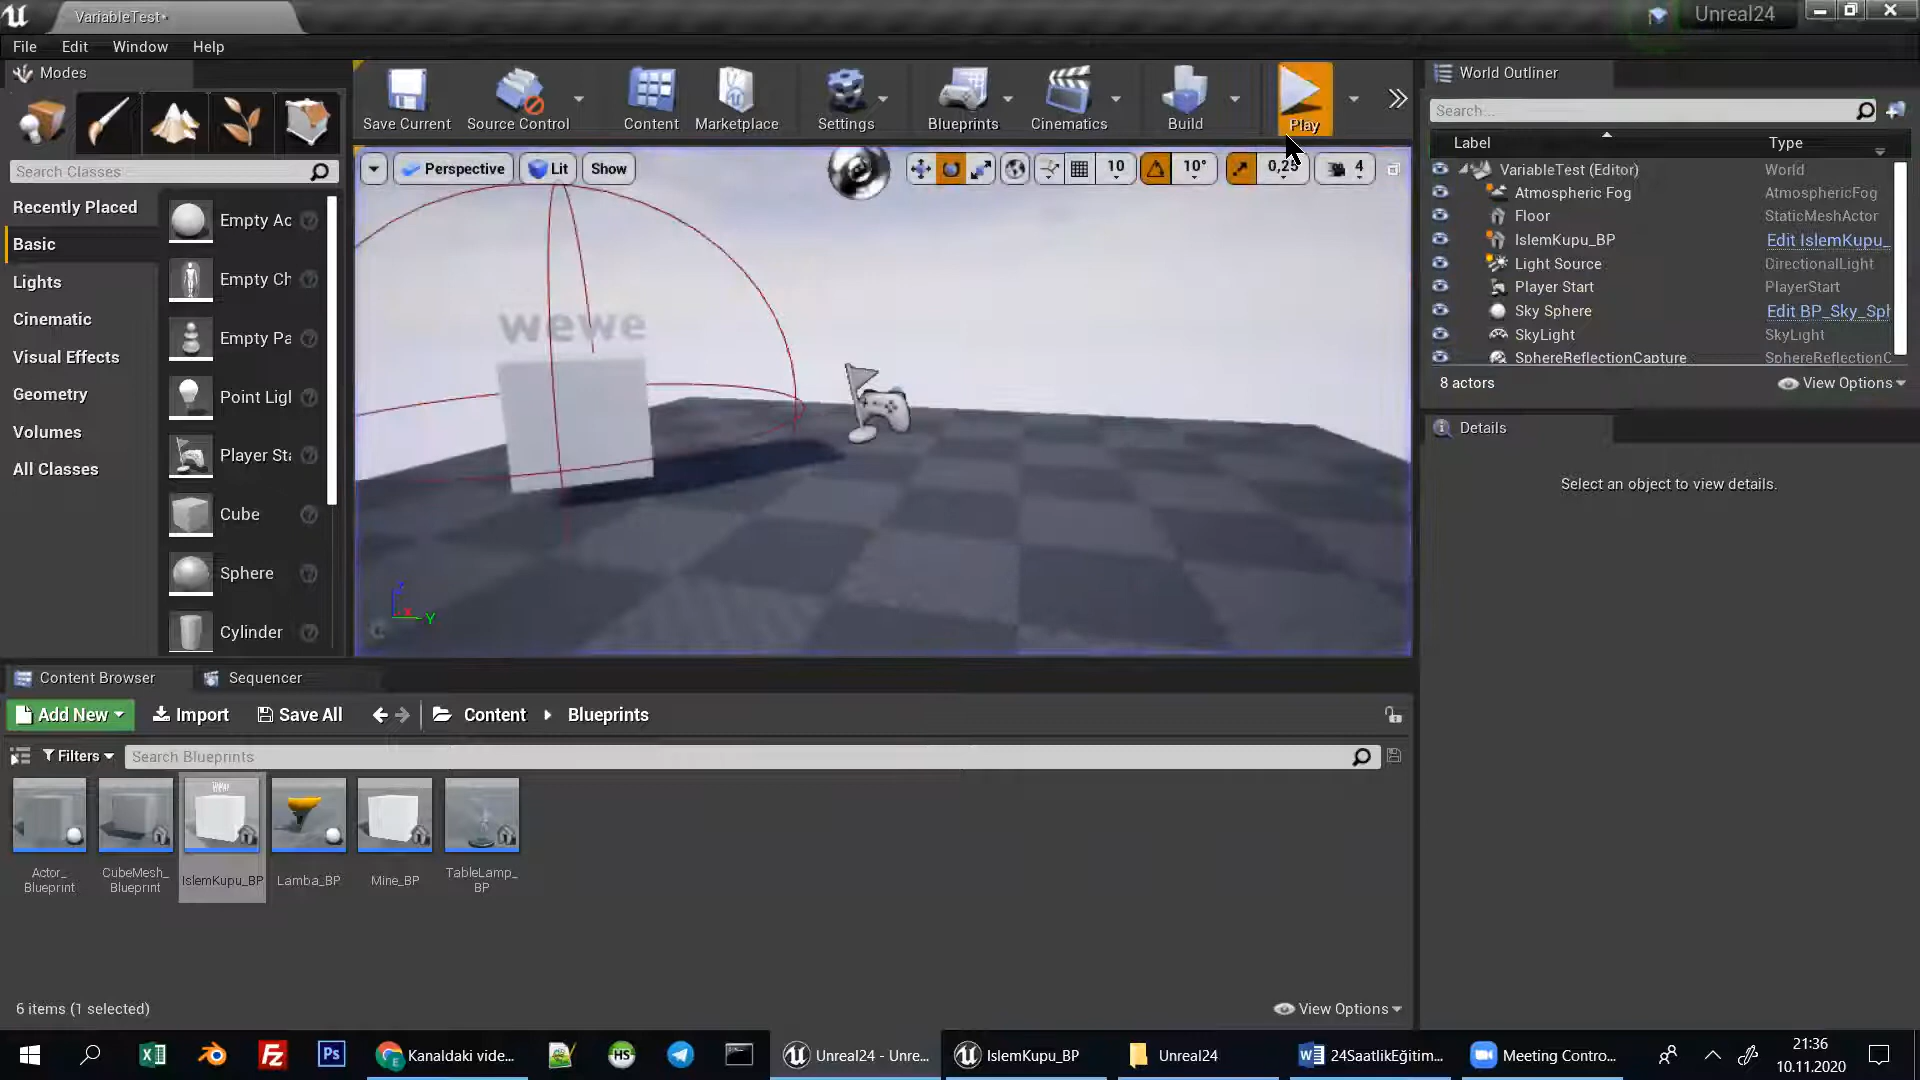 VariableTest•
Unreal24
File Edit Window Help
Modes
Search Classes
Recently Placed
Basic
Lights
Cinematic
Visual Effects
Geometry
Volumes
All Classes
Empty Ac
Empty Ch
Empty Pa
Point Ligl
Player Sta
Cube
Sphere
Cylinder
Save Current Source Control Content Marketplace Settings Blueprints Cinematics Build Play
Perspective Lit Show 10 10° 0,25 4
wewe
X Y Z
World Outliner
Search...
Label Type
VariableTest (Editor) World
Atmospheric Fog AtmosphericFog
Floor StaticMeshActor
IslemKupu_BP Edit IslemKupu_
Light Source DirectionalLight
Player Start PlayerStart
Sky Sphere Edit BP_Sky_Spl
SkyLight SkyLight
SphereReflectionCapture SphereReflectionC
8 actors View Options
Details
Select an object to view details.
Content Browser Sequencer
Add New Import Save All Content Blueprints
Filters Search Blueprints
Actor_
Blueprint
CubeMesh_
Blueprint
IslemKupu_BP
Lamba_BP
Mine_BP
TableLamp_
BP
6 items (1 selected) View Options
Ps Fz HS
Kanaldaki vide...
Unreal24 - Unre...
IslemKupu_BP
Unreal24
24SaatlikEğitim...
Meeting Contro...
21:36
10.11.2020